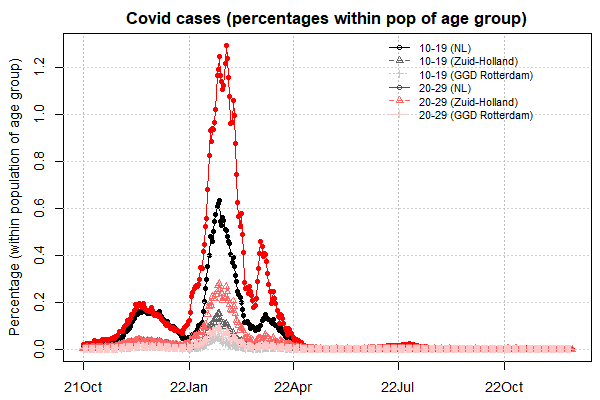 Covid cases (percentages within pop of age group)
Percentage (within population of age group)
1.2
1.0
0.8
0.6
0.4
0.2
0.0
10-19 (NL)
10-19 (Zuid-Holland)
10-19 (GGD Rotterdam)
20-29 (NL)
20-29 (Zuid-Holland)
20-29 (GGD Rotterdam)
21Oct 22Jan 22Apr 22Jul 22Oct